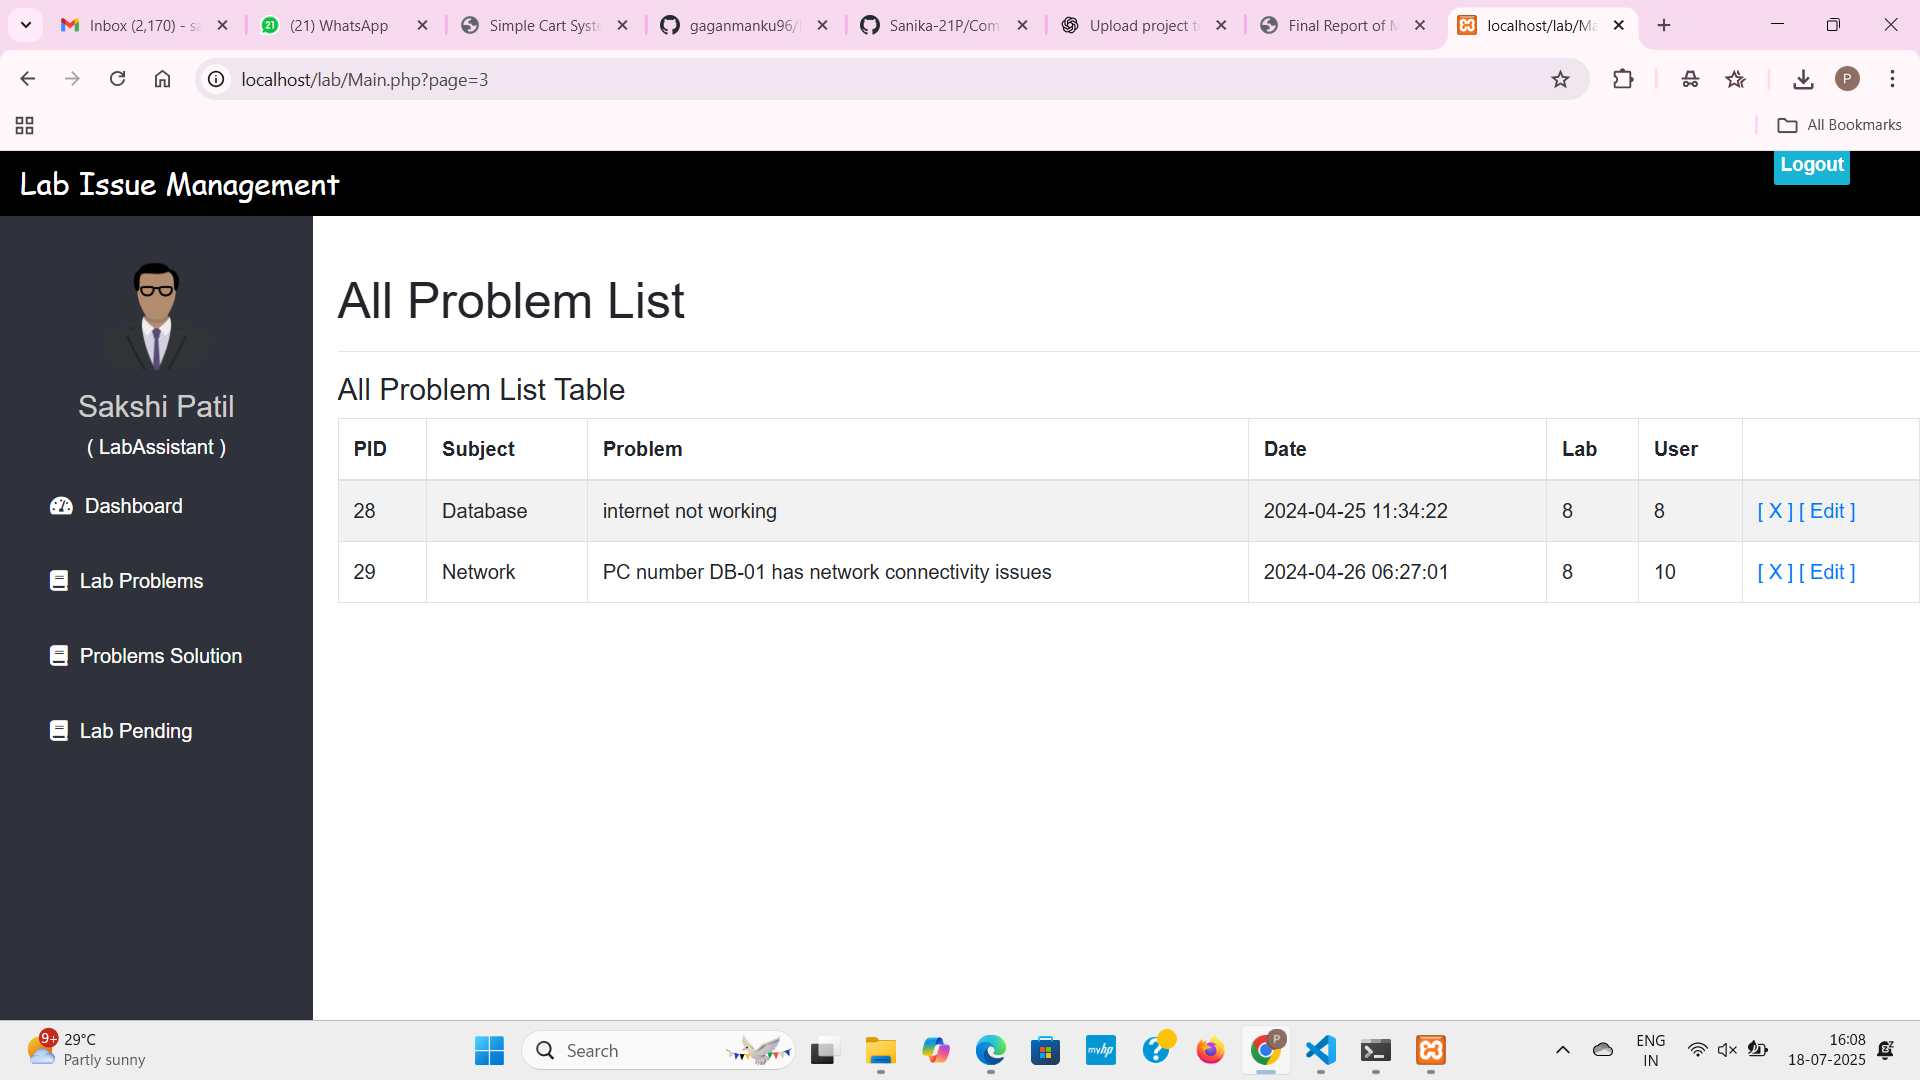 Inbox (2,170) - sa
(21) WhatsApp
Simple Cart Syste
gaganmanku96/
Sanika-21P/Com
Upload project t
Final Report of M
localhost/lab/Ma
localhost/lab/Main.php?page=3
P
All Bookmarks
Lab Issue Management
Logout
Sakshi Patil
( LabAssistant )
Dashboard
Lab Problems
Problems Solution
Lab Pending
All Problem List
All Problem List Table
PID Subject Problem Date Lab User
28 Database internet not working 2024-04-25 11:34:22 8 8 [ X ] [ Edit ]
29 Network PC number DB-01 has network connectivity issues 2024-04-26 06:27:01 8 10 [ X ] [ Edit ]
9+
29°C
Partly sunny
Search
myhp
P
ENG
IN
16:08
18-07-2025